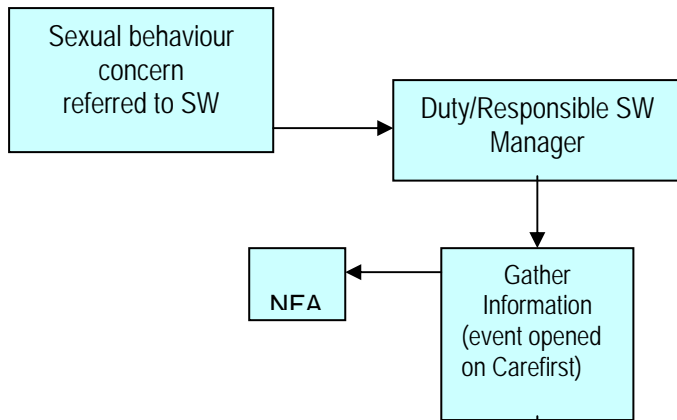 Sexual behaviour
concern
referred to SW
Duty/Responsible SW
Manager
NFA
Gather
Information
(event opened
on Carefirst)